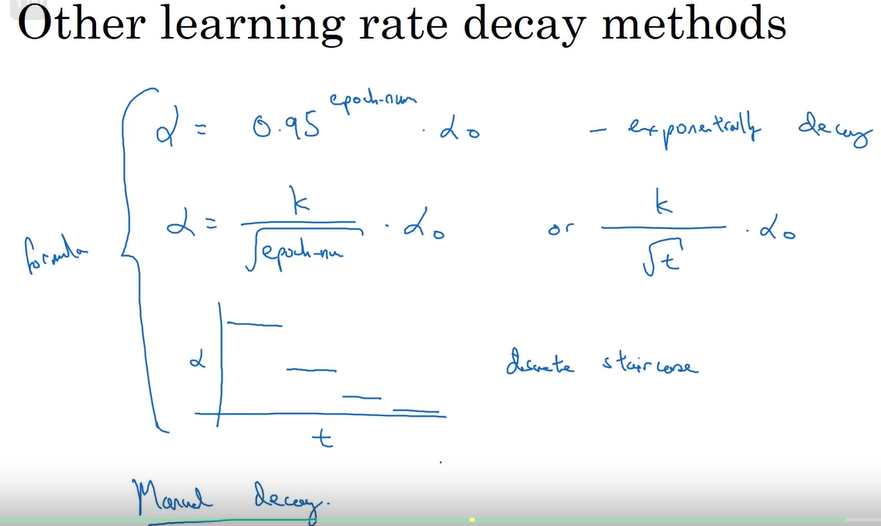 Other learning rate decay methods
α = 0.95^epoch-num · α₀ - exponentially decay
α = k/√epoch-num · α₀ or k/√t · α₀
formula
α
discrete staircase
t
Manual decay.